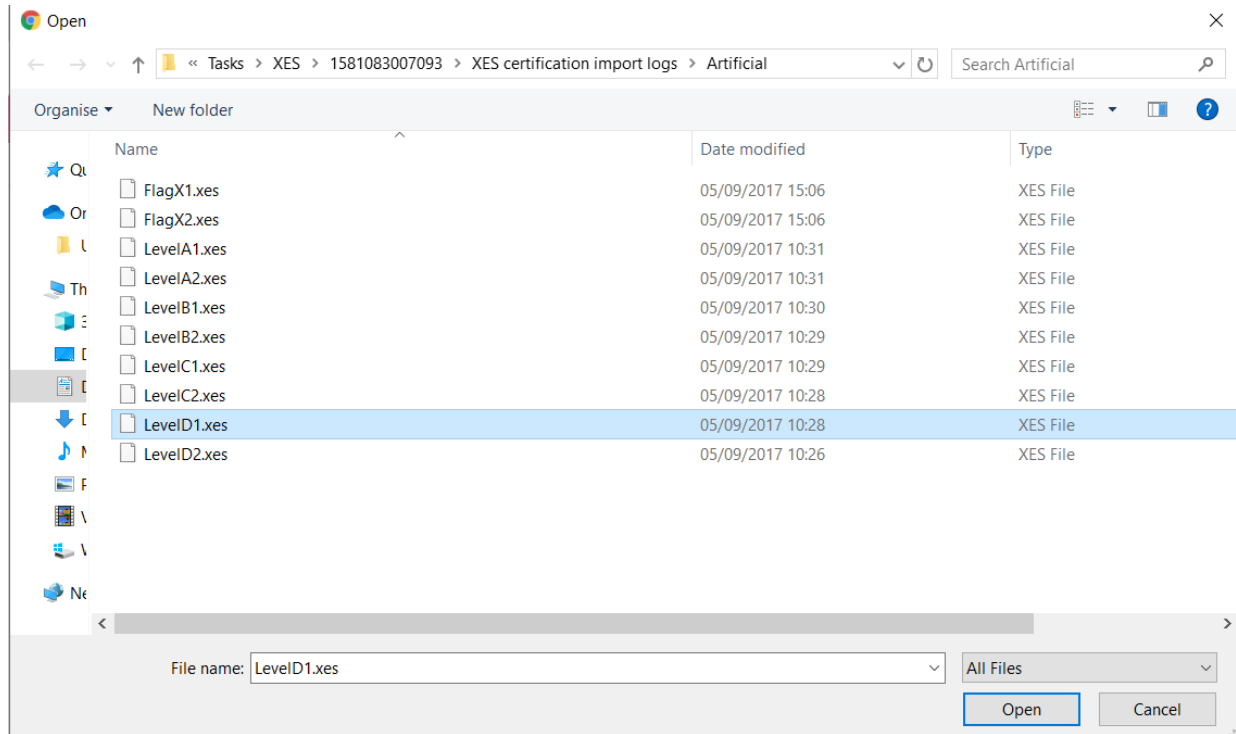 Open
« Tasks > XES > 1581083007093 > XES certification import logs > Artificial
Search Artificial
Organise New folder
Name Date modified Type
FlagX1.xes 05/09/2017 15:06 XES File
FlagX2.xes 05/09/2017 15:06 XES File
LevelA1.xes 05/09/2017 10:31 XES File
LevelA2.xes 05/09/2017 10:31 XES File
LevelB1.xes 05/09/2017 10:30 XES File
LevelB2.xes 05/09/2017 10:29 XES File
LevelC1.xes 05/09/2017 10:29 XES File
LevelC2.xes 05/09/2017 10:28 XES File
LevelD1.xes 05/09/2017 10:28 XES File
LevelD2.xes 05/09/2017 10:26 XES File
File name: LevelD1.xes All Files
Open Cancel